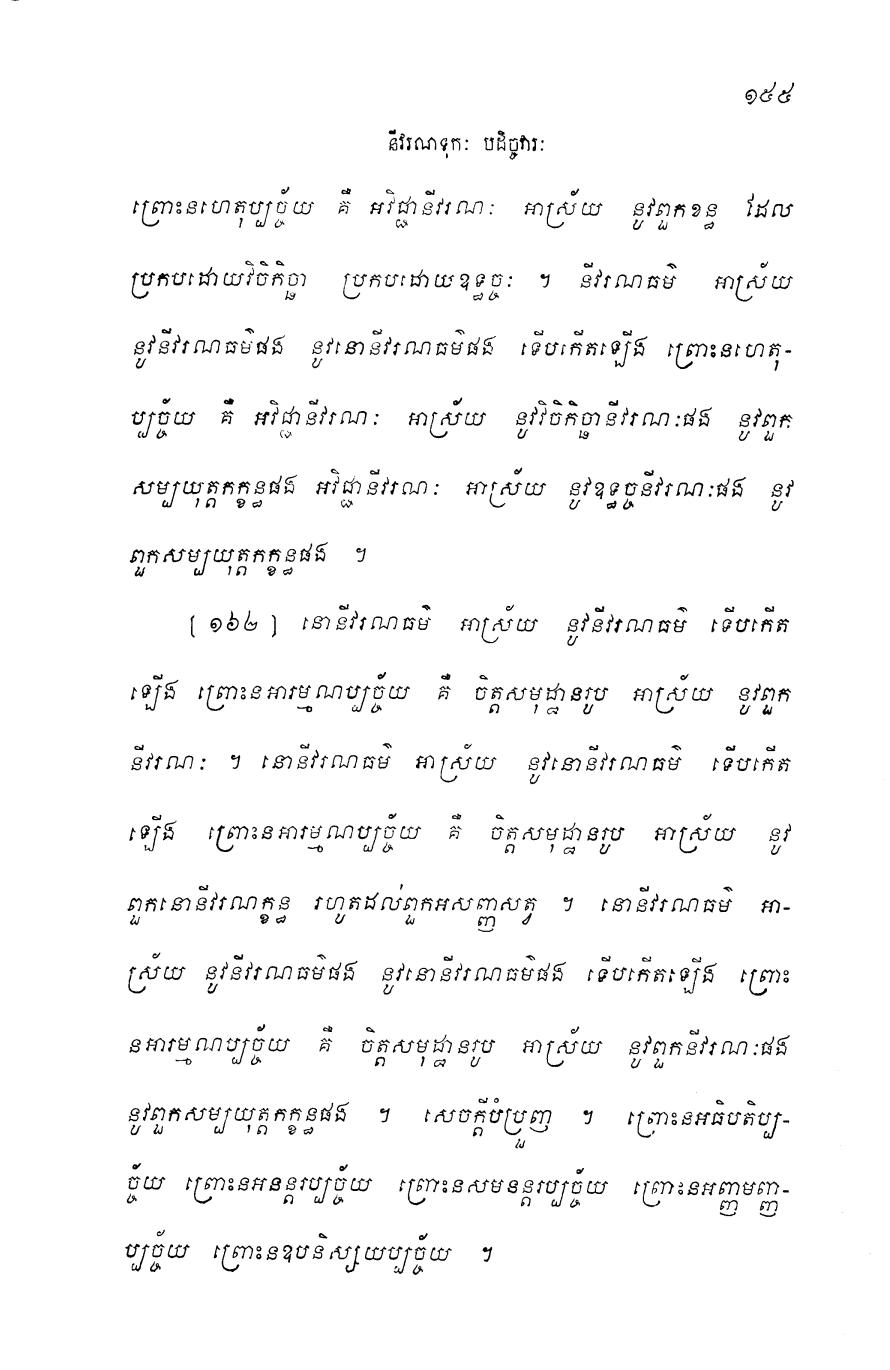 ១៥៥
នីវរណទុកៈ បដិច្ចវារៈ
ព្រោះនហេតុប្បច្ច័យ គឺ អវិជ្ជានីវរណៈ អាស្រ័យ នូវពួកខន្ធ ដែល
ប្រកបដោយវិចិកិច្ឆា ប្រកបដោយឧទ្ធច្ចៈ ។ នីវរណធម៌ អាស្រ័យ
នូវនីវរណធម៌ផង នូវនោនីវរណធម៌ផង ទើបកើតឡើង ព្រោះនហេតុ-
ប្បច្ច័យ គឺ អវិជ្ជានីវរណៈ អាស្រ័យ នូវវិចិកិច្ឆានីវរណៈផង នូវពួក
សម្បយុត្តកក្ខន្ធផង អវិជ្ជានីវរណៈ អាស្រ័យ នូវឧទ្ធច្ចនីវរណៈផង នូវ
ពួកសម្បយុត្តកក្ខន្ធផង ។
[ ១៦៤ ] នោនីវរណធម៌ អាស្រ័យ នូវនីវរណធម៌ ទើបកើត
ឡើង ព្រោះនអារម្មណប្បច្ច័យ គឺ ចិត្តសមុដ្ឋានរូប អាស្រ័យ នូវពួក
នីវរណៈ ។ នោនីវរណធម៌ អាស្រ័យ នូវនោនីវរណធម៌ ទើបកើត
ឡើង ព្រោះនអារម្មណប្បច្ច័យ គឺ ចិត្តសមុដ្ឋានរូប អាស្រ័យ នូវ
ពួកនោនីវរណក្ខន្ធ រហូតដល់ពួកអសញ្ញសត្វ ។ នោនីវរណធម៌ អា-
ស្រ័យ នូវនីវរណធម៌ផង នូវនោនីវរណធម៌ផង ទើបកើតឡើង ព្រោះ
នអារម្មណប្បច្ច័យ គឺ ចិត្តសមុដ្ឋានរូប អាស្រ័យ នូវពួកនីវរណៈផង
នូវពួកសម្បយុត្តកក្ខន្ធផង ។ សេចក្តីបំប្រួញ ។ ព្រោះនអធិបតិប្ប-
ច្ច័យ ព្រោះនអនន្តរប្បច្ច័យ ព្រោះនសមនន្តរប្បច្ច័យ ព្រោះនអញ្ញាមញ្ញ-
ប្បច្ច័យ ព្រោះនឧបនិស្សយប្បច្ច័យ ។